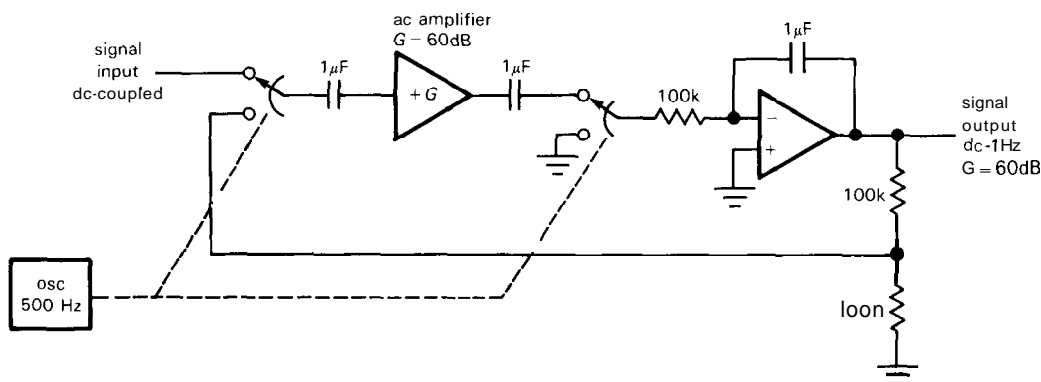 signal
input
dc-coupfed
1μF
ac amplifier
G – 60dB
+ G
1μF
100k
1μF
–
+
signal
output
dc-1Hz
G = 60dB
100k
loon
osc
500 Hz